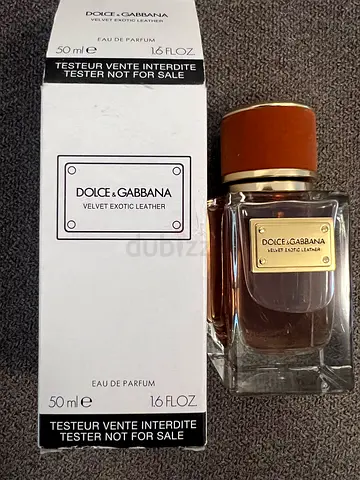 DOLCE & GABBANA
VELVET EXOTIC LEATHER
EAU DE PARFUM
50 ml e 1.6 FL.OZ.
TESTEUR VENTE INTERDITE
TESTER NOT FOR SALE
DOLCE & GABBANA
VELVET EXOTIC LEATHER
EAU DE PARFUM
50 ml e 1.6 FL.OZ.
TESTEUR VENTE INTERDITE
TESTER NOT FOR SALE
DOLCE & GABBANA
VELVET EXOTIC LEATHER